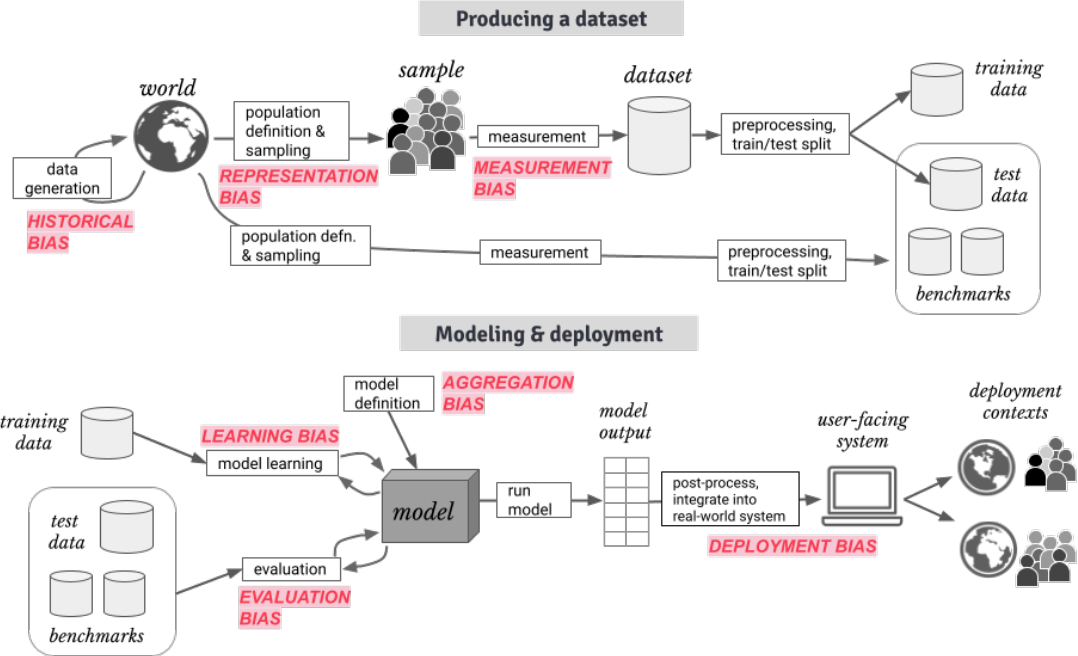 Producing a dataset
world
sample
dataset
training
data
data
generation
HISTORICAL
BIAS
population
definition &
sampling
REPRESENTATION
BIAS
measurement
MEASUREMENT
BIAS
preprocessing,
train/test split
test
data
population defn.
& sampling
measurement
preprocessing,
train/test split
benchmarks
Modeling & deployment
training
data
LEARNING BIAS
model learning
model
definition
AGGREGATION
BIAS
model
run
model
model
output
post-process,
integrate into
real-world system
DEPLOYMENT BIAS
user-facing
system
deployment
contexts
test
data
benchmarks
evaluation
EVALUATION
BIAS